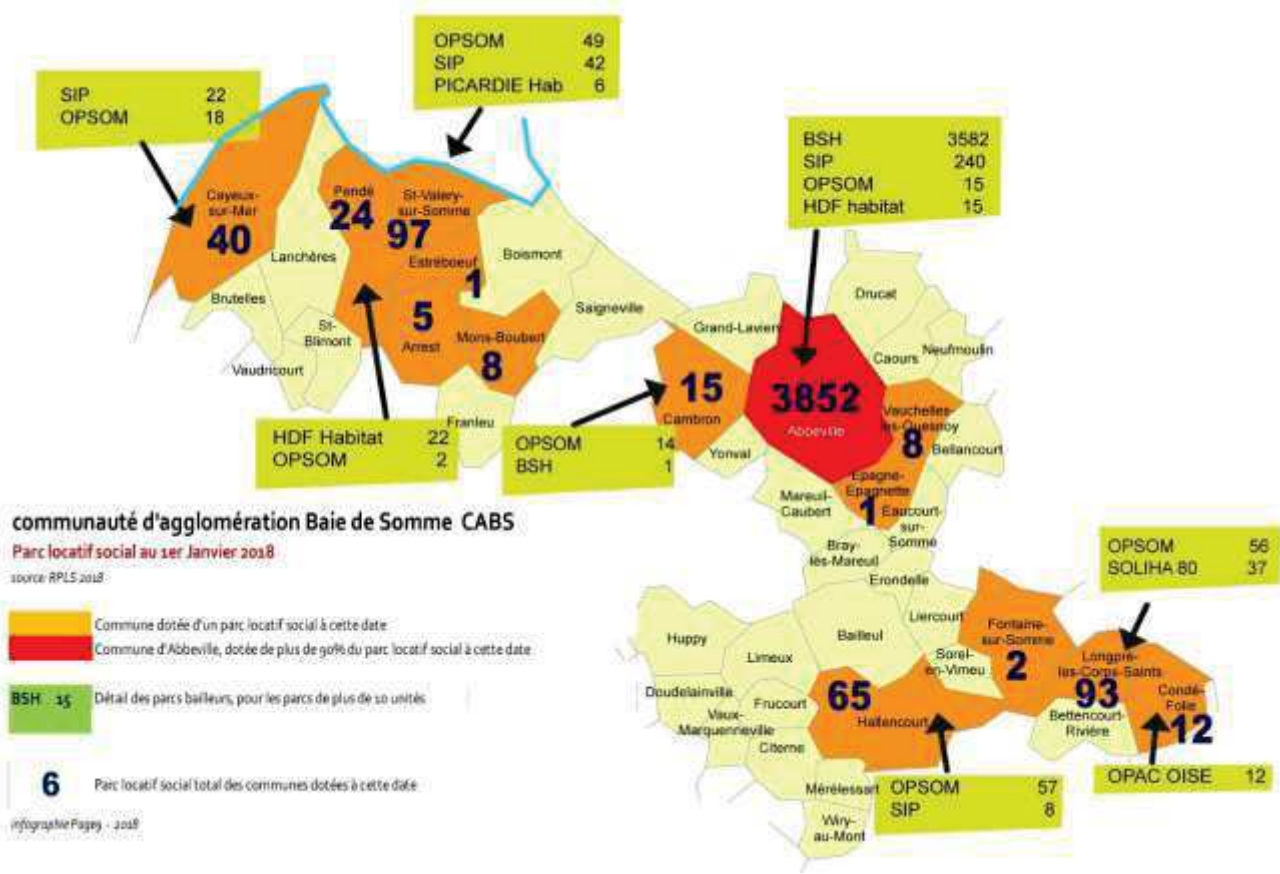 OPSOM 49
SIP 42
PICARDIE Hab 6
SIP 22
OPSOM 18
BSH 3582
SIP 240
OPSOM 15
HDF habitat 15
Cayeux-
sur-Mer
40
Pendé
24
St-Valery-
sur-Somme
97
Estréboeuf
1
Lanchères
Boismont
Brutelles
St-
Blimont
5
Arrest
Mons-Boubert
8
Saigneville
Vaudricourt
Franleu
Drucat
Grand-Laviers
Caours
Neufmoulin
15
Cambron
3852
Abbeville
Vauchelles-
les-Quesnoy
8
Bellancourt
Yonval
HDF Habitat 22
OPSOM 2
OPSOM 14
BSH 1
Epagne-
Epagnette
1
Mareuil-
Caubert
Eaucourt-
sur-
Somme
Bray-
lès-Mareuil
Erondelle
communauté d'agglomération Baie de Somme CABS
Parc locatif social au 1er Janvier 2018
source: RPLS 2018
OPSOM 56
SOLIHA 80 37
Commune dotée d'un parc locatif social à cette date
Commune d'Abbeville, dotée de plus de 90% du parc locatif social à cette date
BSH 15
Détail des parcs bailleurs, pour les parcs de plus de 10 unités
6
Parc locatif social total des communes dotées à cette date
infographie Pages - 2018
Liercourt
Fontaine-
sur-Somme
2
Huppy
Bailleul
Limeux
Sorel-
en-Vimeu
Longpré-
les-Corps-Saints
93
Condé-
Folie
12
Doudelainville
Frucourt
65
Hallencourt
Bettencourt-
Rivière
Vaux-
Marquenneville
Citerne
Mérélessart
OPSOM 57
SIP 8
OPAC OISE 12
Wiry-
au-Mont